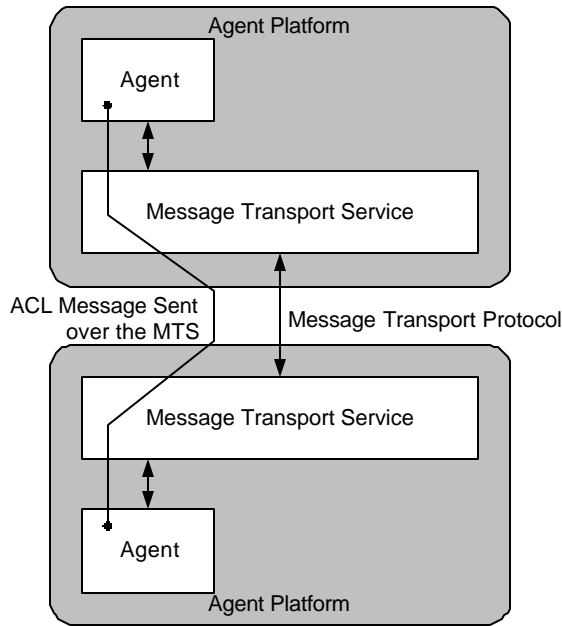 Agent Platform
Agent
Message Transport Service
ACL Message Sent
over the MTS
Message Transport Protocol
Message Transport Service
Agent
Agent Platform